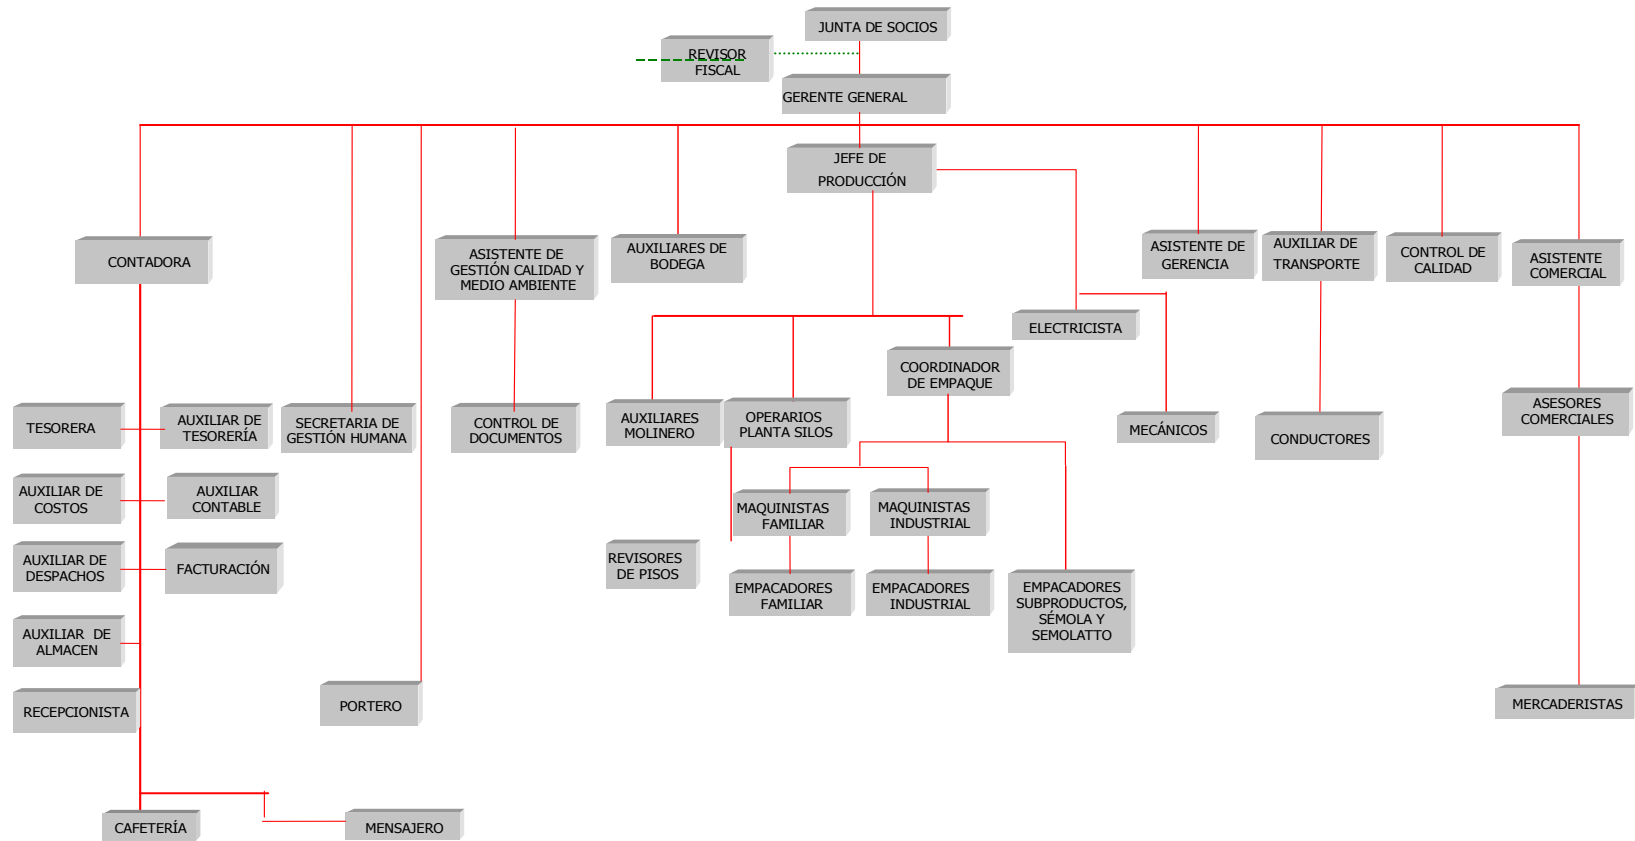 JUNTA DE SOCIOS
REVISOR
FISCAL
GERENTE GENERAL
JEFE DE
PRODUCCIÓN
CONTADORA
ASISTENTE DE
GESTIÓN CALIDAD Y
MEDIO AMBIENTE
AUXILIARES DE
BODEGA
ASISTENTE DE
GERENCIA
AUXILIAR DE
TRANSPORTE
CONTROL DE
CALIDAD
ASISTENTE
COMERCIAL
ELECTRICISTA
COORDINADOR
DE EMPAQUE
TESORERA
AUXILIAR DE
TESORERÍA
SECRETARIA DE
GESTIÓN HUMANA
CONTROL DE
DOCUMENTOS
AUXILIARES
MOLINERO
OPERARIOS
PLANTA SILOS
MECÁNICOS
CONDUCTORES
ASESORES
COMERCIALES
AUXILIAR DE
COSTOS
AUXILIAR
CONTABLE
MAQUINISTAS
FAMILIAR
MAQUINISTAS
INDUSTRIAL
AUXILIAR DE
DESPACHOS
FACTURACIÓN
REVISORES
DE PISOS
EMPACADORES
FAMILIAR
EMPACADORES
INDUSTRIAL
EMPACADORES
SUBPRODUCTOS,
SÉMOLA Y
SEMOLATTO
AUXILIAR DE
ALMACEN
RECEPCIONISTA
PORTERO
MERCADERISTAS
CAFETERÍA
MENSAJERO